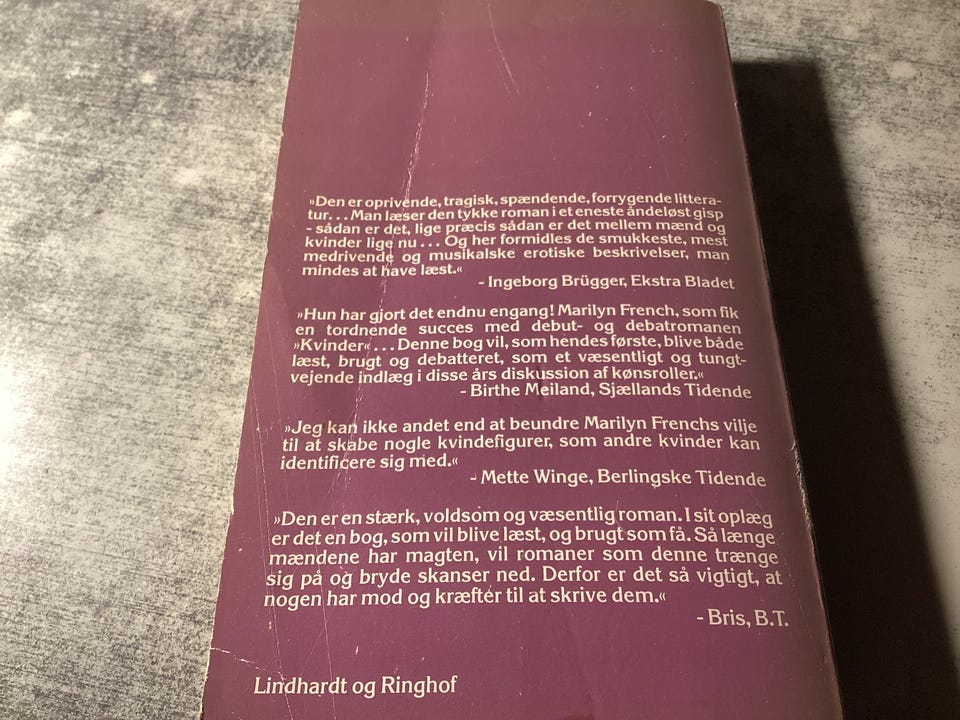 »Den er oprivende, tragisk, spændende, forrygende littera-
tur... Man læser den tykke roman i et eneste åndeløst gisp
- sådan er det, lige præcis sådan er det mellem mænd og
kvinder lige nu... Og her formidles de smukkeste, mest
medrivende og musikalske erotiske beskrivelser, man
mindes at have læst.«
- Ingeborg Brügger, Ekstra Bladet
»Hun har gjort det endnu engang! Marilyn French, som fik
en tordnende succes med debut- og debatromanen
»Kvinder«... Denne bog vil, som hendes første, blive både
læst, brugt og debatteret, som et væsentligt og tungt-
vejende indlæg i disse års diskussion af kønsroller.«
- Birthe Meiland, Sjællands Tidende
»Jeg kan ikke andet end at beundre Marilyn Frenchs vilje
til at skabe nogle kvindefigurer, som andre kvinder kan
identificere sig med.«
- Mette Winge, Berlingske Tidende
»Den er en stærk, voldsom og væsentlig roman. I sit oplæg
er det en bog, som vil blive læst, og brugt som få. Så længe
mændene har magten, vil romaner som denne trænge
sig på og bryde skanser ned. Derfor er det så vigtigt, at
nogen har mod og kræfter til at skrive dem.«
- Bris, B.T.
Lindhardt og Ringhof